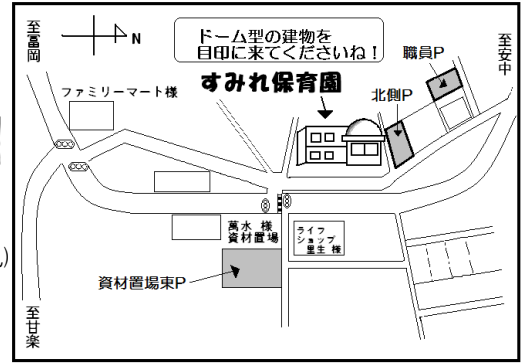 至富岡
N
ドーム型の建物を
目印に来てくださいね！
職員P
至安中
ファミリーマート様
すみれ保育園
北側P
萬水 様
資材置場
ライフ
ショップ
里生 様
資材置場東P
至甘楽